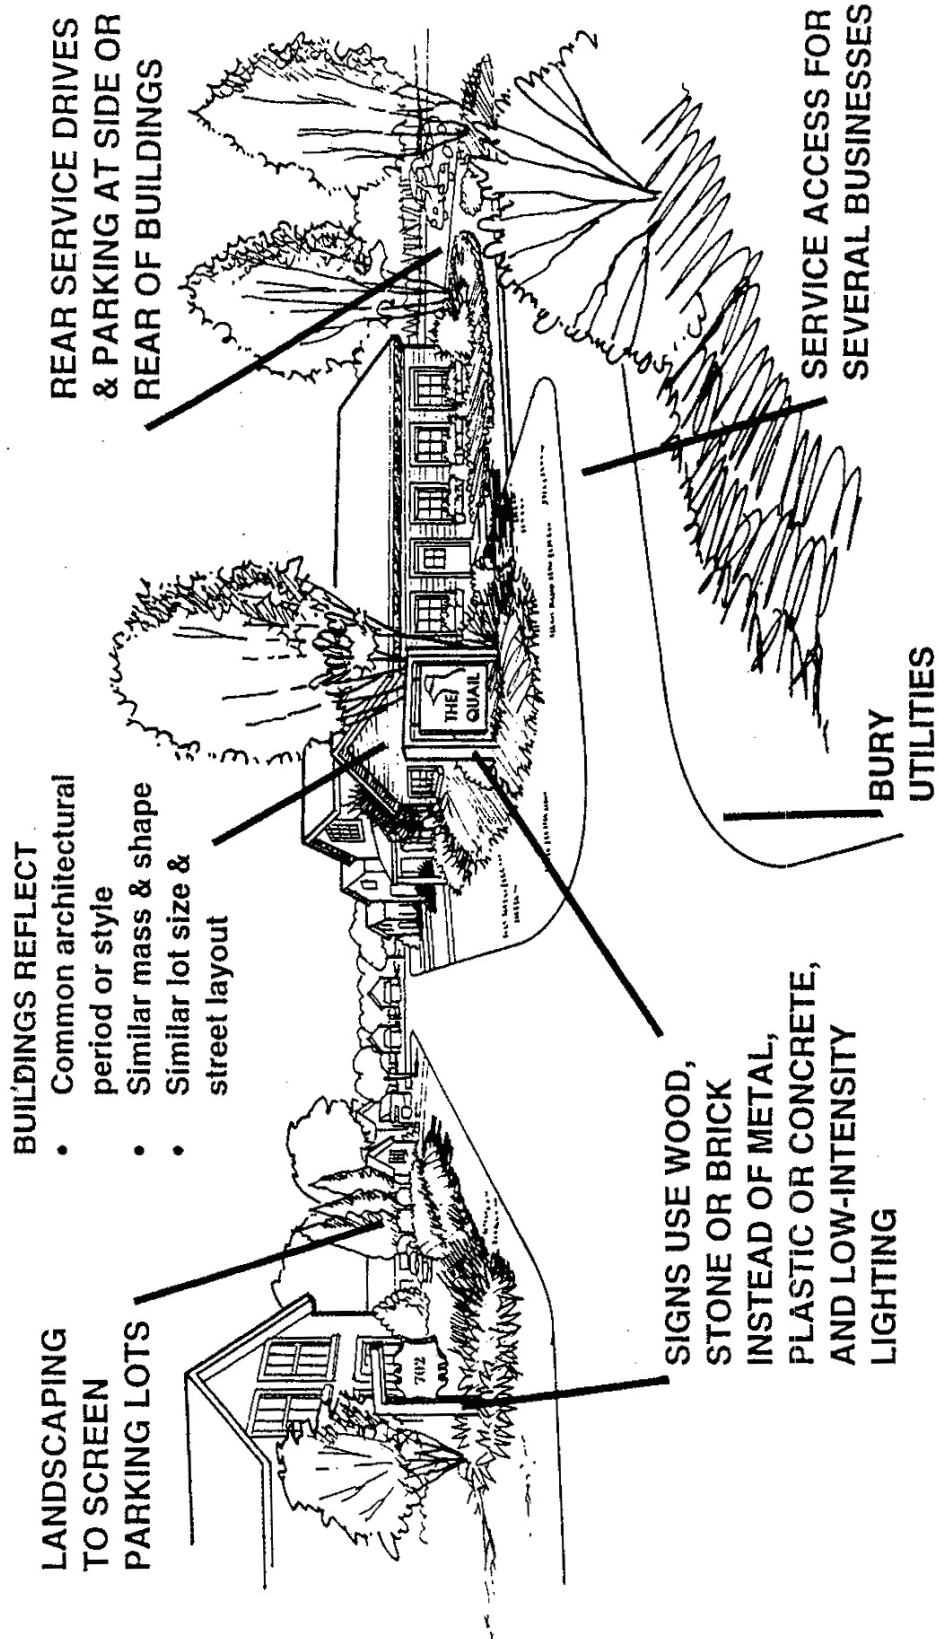 BUILDINGS REFLECT
• Common architectural
period or style
• Similar mass & shape
• Similar lot size &
street layout
REAR SERVICE DRIVES
& PARKING AT SIDE OR
REAR OF BUILDINGS
LANDSCAPING
TO SCREEN
PARKING LOTS
702
THE
QUAIL
SIGNS USE WOOD,
STONE OR BRICK
INSTEAD OF METAL,
PLASTIC OR CONCRETE,
AND LOW-INTENSITY
LIGHTING
BURY
UTILITIES
SERVICE ACCESS FOR
SEVERAL BUSINESSES